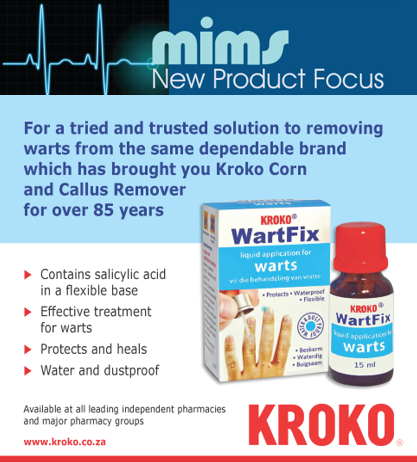 mims
New Product Focus
For a tried and trusted solution to removing
warts from the same dependable brand
which has brought you Kroko Corn
and Callus Remover
for over 85 years
Contains salicylic acid
in a flexible base
Effective treatment
for warts
Protects and heals
Water and dustproof
KROKO®
WartFix
liquid application for
warts
vir die behandeling van vratte
• Protects • Waterproof
• Flexible
• Beskerm
• Waterdig
• Buigsaam
KROKO®
WartFix
liquid application for
warts
15 ml
Available at all leading independent pharmacies
and major pharmacy groups
www.kroko.co.za
KROKO®